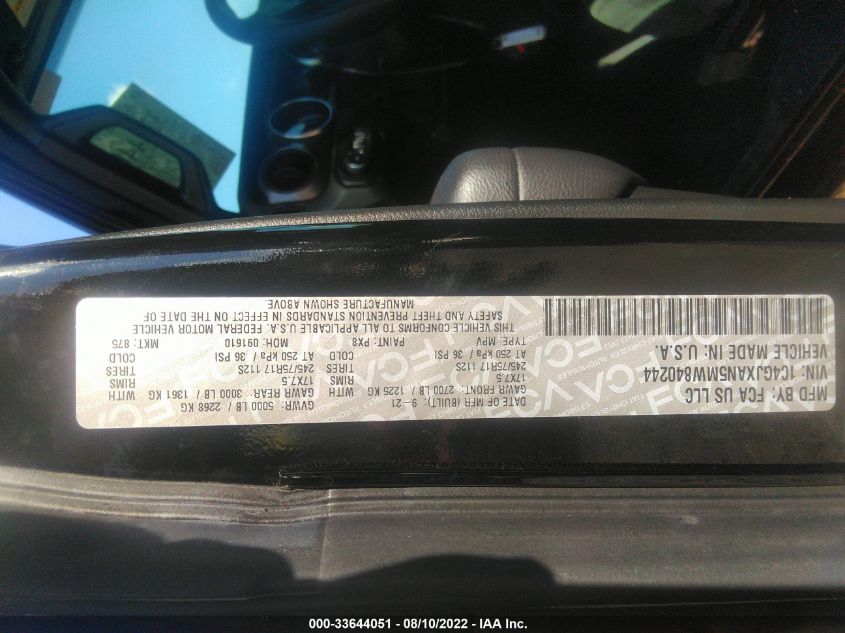 MFD BY: FCA US LLC
DATE OF MFR (BUILT): 9 – 21 GVWR: 5000 LB / 2268 KG
GAWR FRONT: 2700 LB / 1225 KG WITH GAWR REAR: 3000 LB / 1361 KG WITH
VIN: 1C4GJXAN5MW840244
17X7.5 RIMS 17X7.5 RIMS
245/75R17 112S TIRES 245/75R17 112S TIRES
VEHICLE MADE IN: U.S.A.
AT 250 kPa / 36 PSI COLD AT 250 kPa / 36 PSI COLD
TYPE: MPV PAINT: PX8 MDH: 091610 MKT: 875
THIS VEHICLE CONFORMS TO ALL APPLICABLE U.S.A. FEDERAL MOTOR VEHICLE
SAFETY AND THEFT PREVENTION STANDARDS IN EFFECT ON THE DATE OF
MANUFACTURE SHOWN ABOVE
FCA
000-33644051 — 08/10/2022 — IAA Inc.